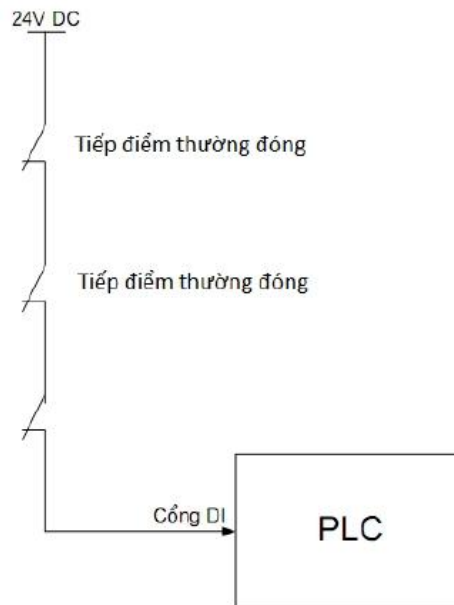 24V DC
Tiếp điểm thường đóng
Tiếp điểm thường đóng
Cổng DI
PLC